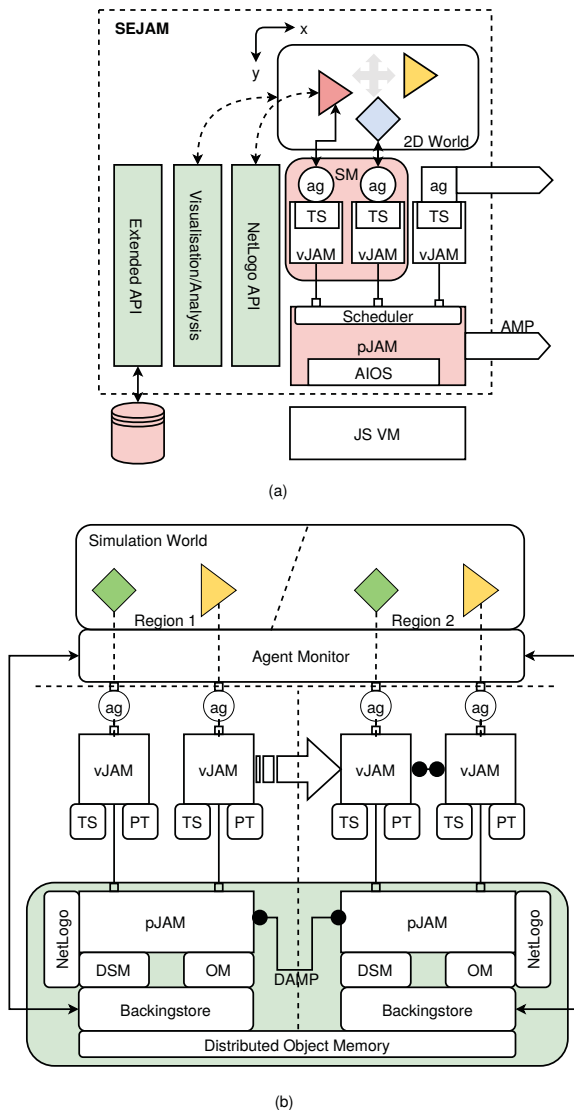 SEJAM
x
y
2D World
SM
ag
ag
ag
TS
TS
TS
vJAM
vJAM
vJAM
Extended API
Visualisation/Analysis
NetLogo API
Scheduler
pJAM
AMP
AIOS
JS VM
(a)
Simulation World
Region 1
Region 2
Agent Monitor
ag
ag
ag
ag
vJAM
vJAM
vJAM
vJAM
TS
PT
TS
PT
TS
PT
TS
PT
NetLogo
pJAM
pJAM
NetLogo
DSM
OM
DAMP
DSM
OM
Backingstore
Backingstore
Distributed Object Memory
(b)